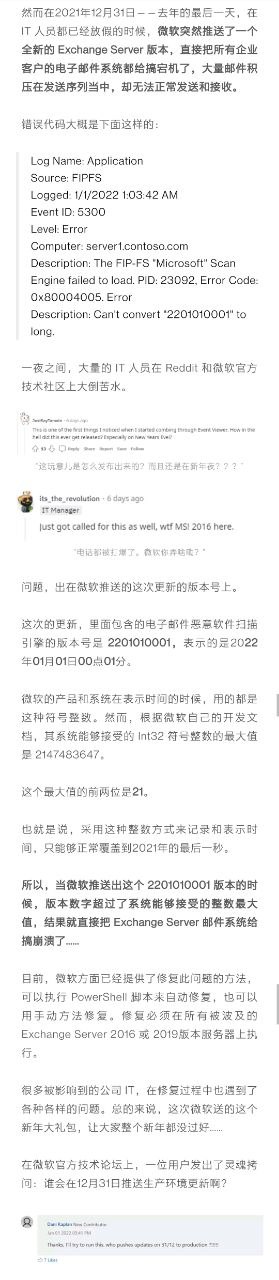 然而在2021年12月31日——去年的最后一天，在
IT 人员都已经放假的时候，微软突然推送了一个
全新的 Exchange Server 版本，直接把所有企业
客户的电子邮件系统都给搞宕机了，大量邮件积
压在发送序列当中，却无法正常发送和接收。
错误代码大概是下面这样的：
Log Name: Application
Source: FIPFS
Logged: 1/1/2022 1:03:42 AM
Event ID: 5300
Level: Error
Computer: server1.contoso.com
Description: The FIP-FS "Microsoft" Scan
Engine failed to load. PID: 23092, Error Code:
0x80004005. Error
Description: Can't convert "2201010001" to
long.
一夜之间，大量的 IT 人员在 Reddit 和微软官方
技术社区上大倒苦水。
6 days ago
This is one of the first things I noticed when I started combing through Event Viewer. How in the
hell did this ever get released? Especially on New Years Eve!?
Reply Share Report Save Follow
"这玩意儿是怎么发布出来的？而且还是在新年夜？？？"
its_the_revolution · 6 days ago
IT Manager
Just got called for this as well, wtf MS! 2016 here.
"电话都被打爆了。微软你弄啥呢？"
问题，出在微软推送的这次更新的版本号上。
这次的更新，里面包含的电子邮件恶意软件扫描
引擎的版本号是 2201010001，表示的是2022
年01月01日00点01分。
微软的产品和系统在表示时间的时候，用的都是
这种符号整数。然而，根据微软自己的开发文
档，其系统能够接受的 Int32 符号整数的最大值
是 2147483647。
这个最大值的前两位是21。
也就是说，采用这种整数方式来记录和表示时
间，只能够正常覆盖到2021年的最后一秒。
所以，当微软推送出这个 2201010001 版本的时
候，版本数字超过了系统能够接受的整数最大
值，结果就直接把 Exchange Server 邮件系统给
搞崩溃了......
目前，微软方面已经提供了修复此问题的方法，
可以执行 PowerShell 脚本来自动修复，也可以
用手动方法修复。修复必须在所有被波及的
Exchange Server 2016 或 2019版本服务器上执
行。
很多被影响到的公司 IT，在修复过程中也遇到了
各种各样的问题。总的来说，这次微软送的这个
新年大礼包，让大家整个新年都没过好......
在微软官方技术论坛上，一位用户发出了灵魂拷
问：谁会在12月31日推送生产环境更新啊？
Dani Kaplan New Contributor
Jan 01 2022 03:41 PM
Thanks, I'll try to run this. who pushes updates on 31/12 to production ?!!!!
Likes